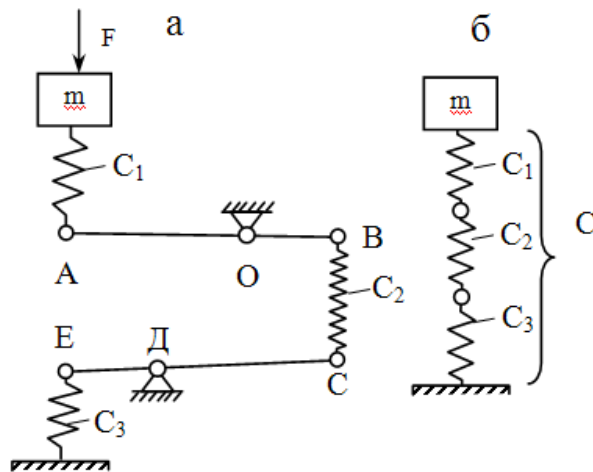 а б
F
m m
C₁ C₁
А О В C₂ С
C₂
Е Д C₃
С
C₃